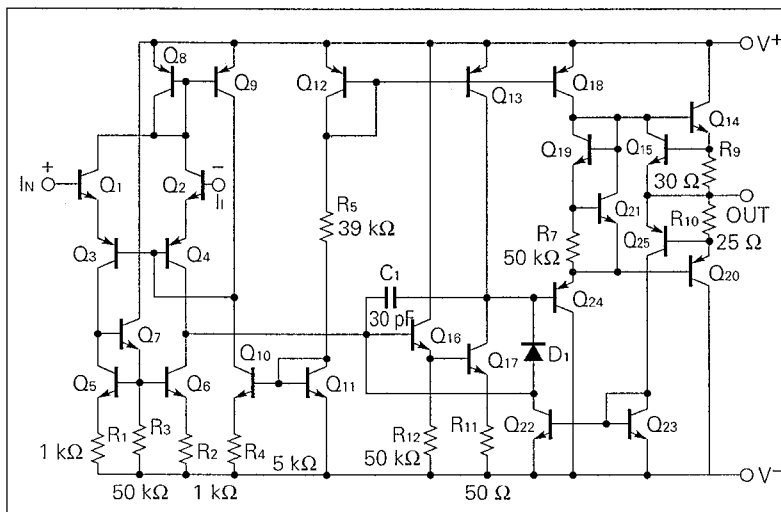 V+
Q8
Q9
Q12
Q13
Q18
Q14
Q19
Q15
R9
30 Ω
+
IN
Q1
−
Q2
II
R5
39 kΩ
Q21
OUT
R10
25 Ω
R7
50 kΩ
Q25
Q3
Q4
C1
30 pF
Q24
Q20
Q7
Q16
Q17
D1
Q5
Q6
Q10
Q11
Q22
Q23
R1
1 kΩ
R3
50 kΩ
R2
1 kΩ
R4
5 kΩ
R12
50 kΩ
R11
50 Ω
V−